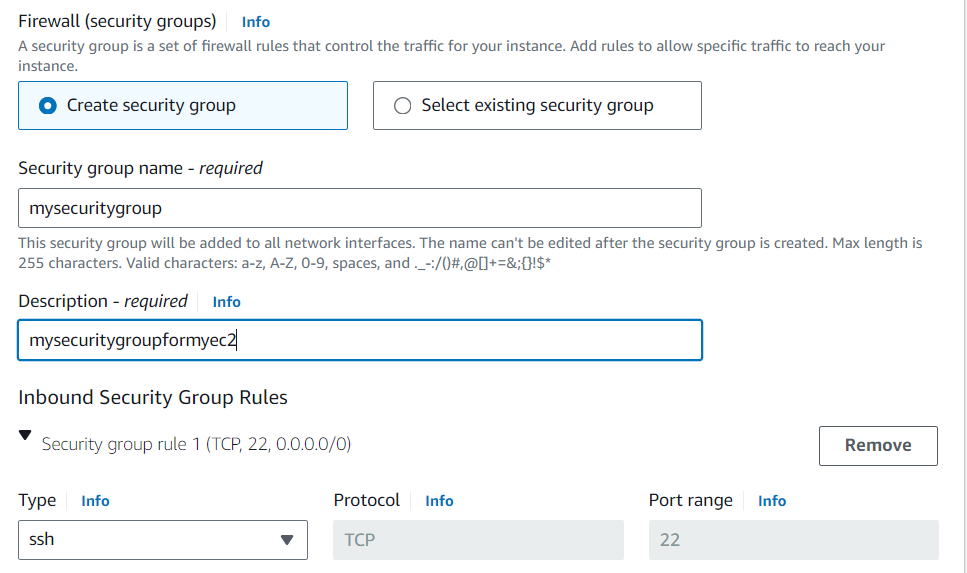 Firewall (security groups) Info
A security group is a set of firewall rules that control the traffic for your instance. Add rules to allow specific traffic to reach your
instance.
Create security group Select existing security group
Security group name - required
mysecuritygroup
This security group will be added to all network interfaces. The name can't be edited after the security group is created. Max length is
255 characters. Valid characters: a-z, A-Z, 0-9, spaces, and ._-:/()#,@[]+=&;{}!$*
Description - required Info
mysecuritygroupformyec2
Inbound Security Group Rules
Security group rule 1 (TCP, 22, 0.0.0.0/0) Remove
Type Info Protocol Info Port range Info
ssh TCP 22